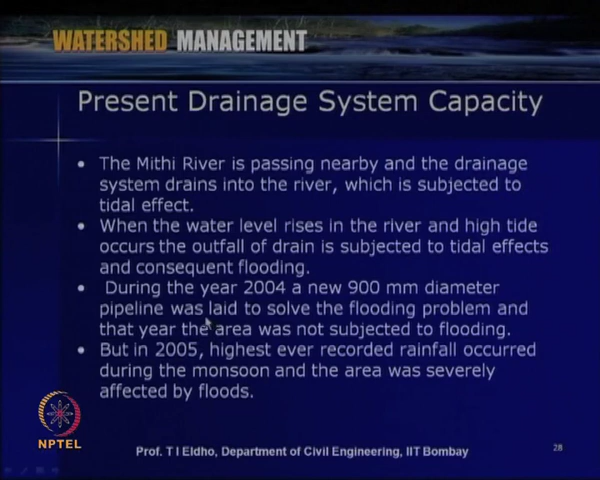 WATERSHED MANAGEMENT
Present Drainage System Capacity
• The Mithi River is passing nearby and the drainage
system drains into the river, which is subjected to
tidal effect.
• When the water level rises in the river and high tide
occurs the outfall of drain is subjected to tidal effects
and consequent flooding.
• During the year 2004 a new 900 mm diameter
pipeline was laid to solve the flooding problem and
that year the area was not subjected to flooding.
• But in 2005, highest ever recorded rainfall occurred
during the monsoon and the area was severely
affected by floods.
NPTEL
Prof. T I Eldho, Department of Civil Engineering, IIT Bombay
28